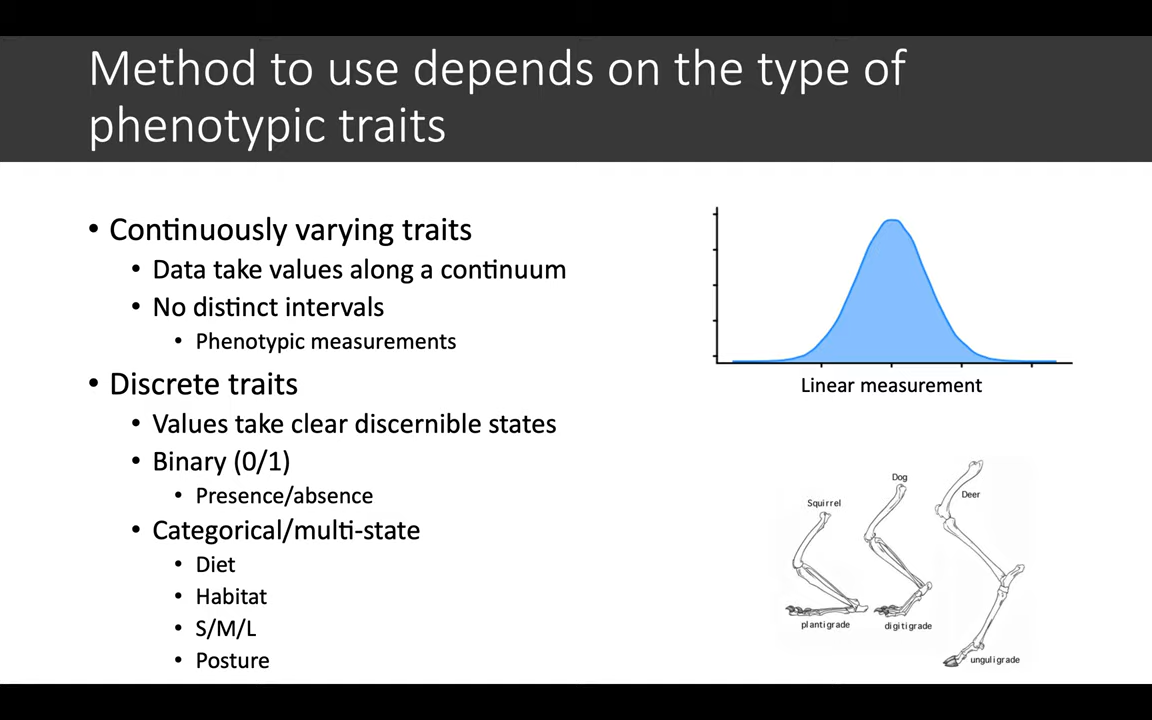 Method to use depends on the type of
phenotypic traits
• Continuously varying traits
• Data take values along a continuum
• No distinct intervals
• Phenotypic measurements
• Discrete traits
• Values take clear discernible states
• Binary (0/1)
• Presence/absence
• Categorical/multi-state
• Diet
• Habitat
• S/M/L
• Posture
Linear measurement
Squirrel
Dog
Deer
plantigrade
digitigrade
unguligrade